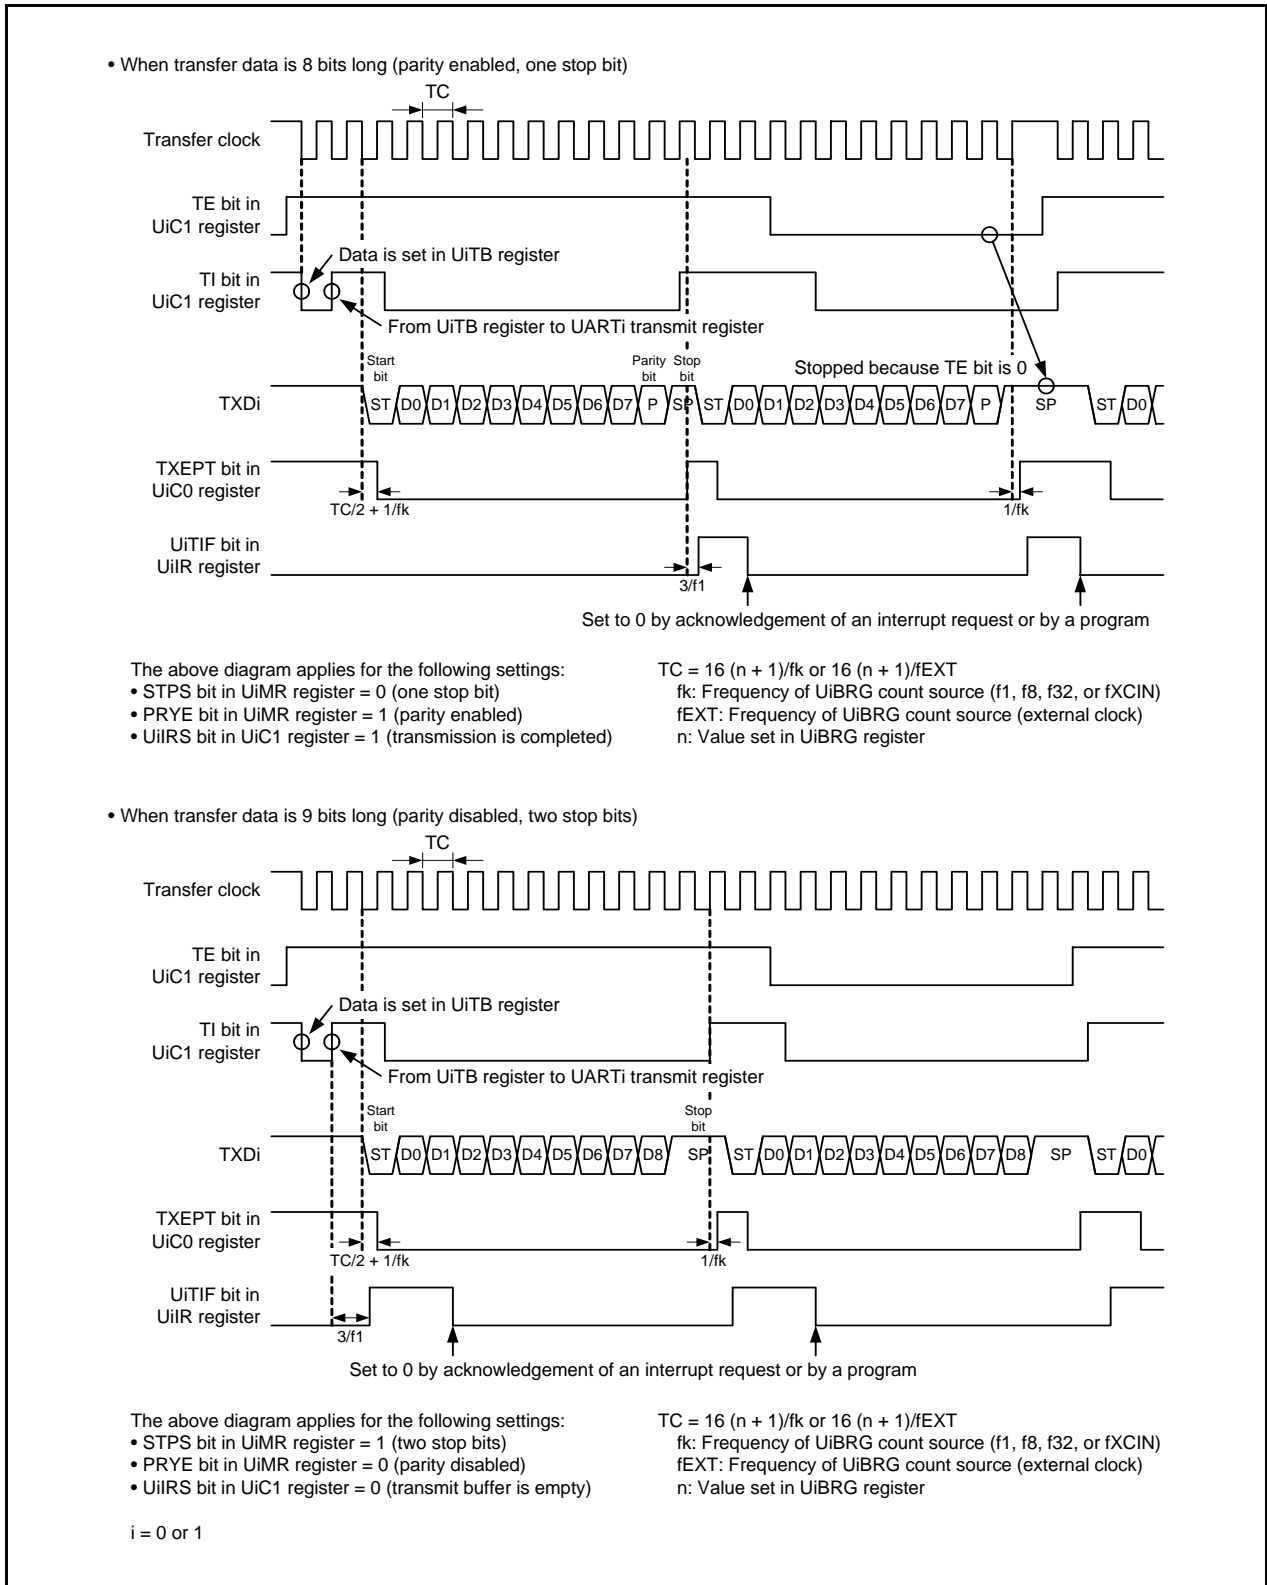 • When transfer data is 8 bits long (parity enabled, one stop bit)
TC
Transfer clock
TE bit in
UiC1 register
Data is set in UiTB register
TI bit in
UiC1 register
From UiTB register to UARTi transmit register
Start
bit
Parity
bit
Stop
bit
Stopped because TE bit is 0
TXDi
ST D0 D1 D2 D3 D4 D5 D6 D7 P SP ST D0 D1 D2 D3 D4 D5 D6 D7 P SP ST D0
TXEPT bit in
UiC0 register
TC/2 + 1/fk
1/fk
UiTIF bit in
UiIR register
3/f1
Set to 0 by acknowledgement of an interrupt request or by a program
The above diagram applies for the following settings:
• STPS bit in UiMR register = 0 (one stop bit)
• PRYE bit in UiMR register = 1 (parity enabled)
• UiIRS bit in UiC1 register = 1 (transmission is completed)
TC = 16 (n + 1)/fk or 16 (n + 1)/fEXT
fk: Frequency of UiBRG count source (f1, f8, f32, or fXCIN)
fEXT: Frequency of UiBRG count source (external clock)
n: Value set in UiBRG register
• When transfer data is 9 bits long (parity disabled, two stop bits)
TC
Transfer clock
TE bit in
UiC1 register
Data is set in UiTB register
TI bit in
UiC1 register
From UiTB register to UARTi transmit register
Start
bit
Stop
bit
TXDi
ST D0 D1 D2 D3 D4 D5 D6 D7 D8 SP ST D0 D1 D2 D3 D4 D5 D6 D7 D8 SP ST D0
TXEPT bit in
UiC0 register
TC/2 + 1/fk
1/fk
UiTIF bit in
UiIR register
3/f1
Set to 0 by acknowledgement of an interrupt request or by a program
The above diagram applies for the following settings:
• STPS bit in UiMR register = 1 (two stop bits)
• PRYE bit in UiMR register = 0 (parity disabled)
• UiIRS bit in UiC1 register = 0 (transmit buffer is empty)
TC = 16 (n + 1)/fk or 16 (n + 1)/fEXT
fk: Frequency of UiBRG count source (f1, f8, f32, or fXCIN)
fEXT: Frequency of UiBRG count source (external clock)
n: Value set in UiBRG register
i = 0 or 1